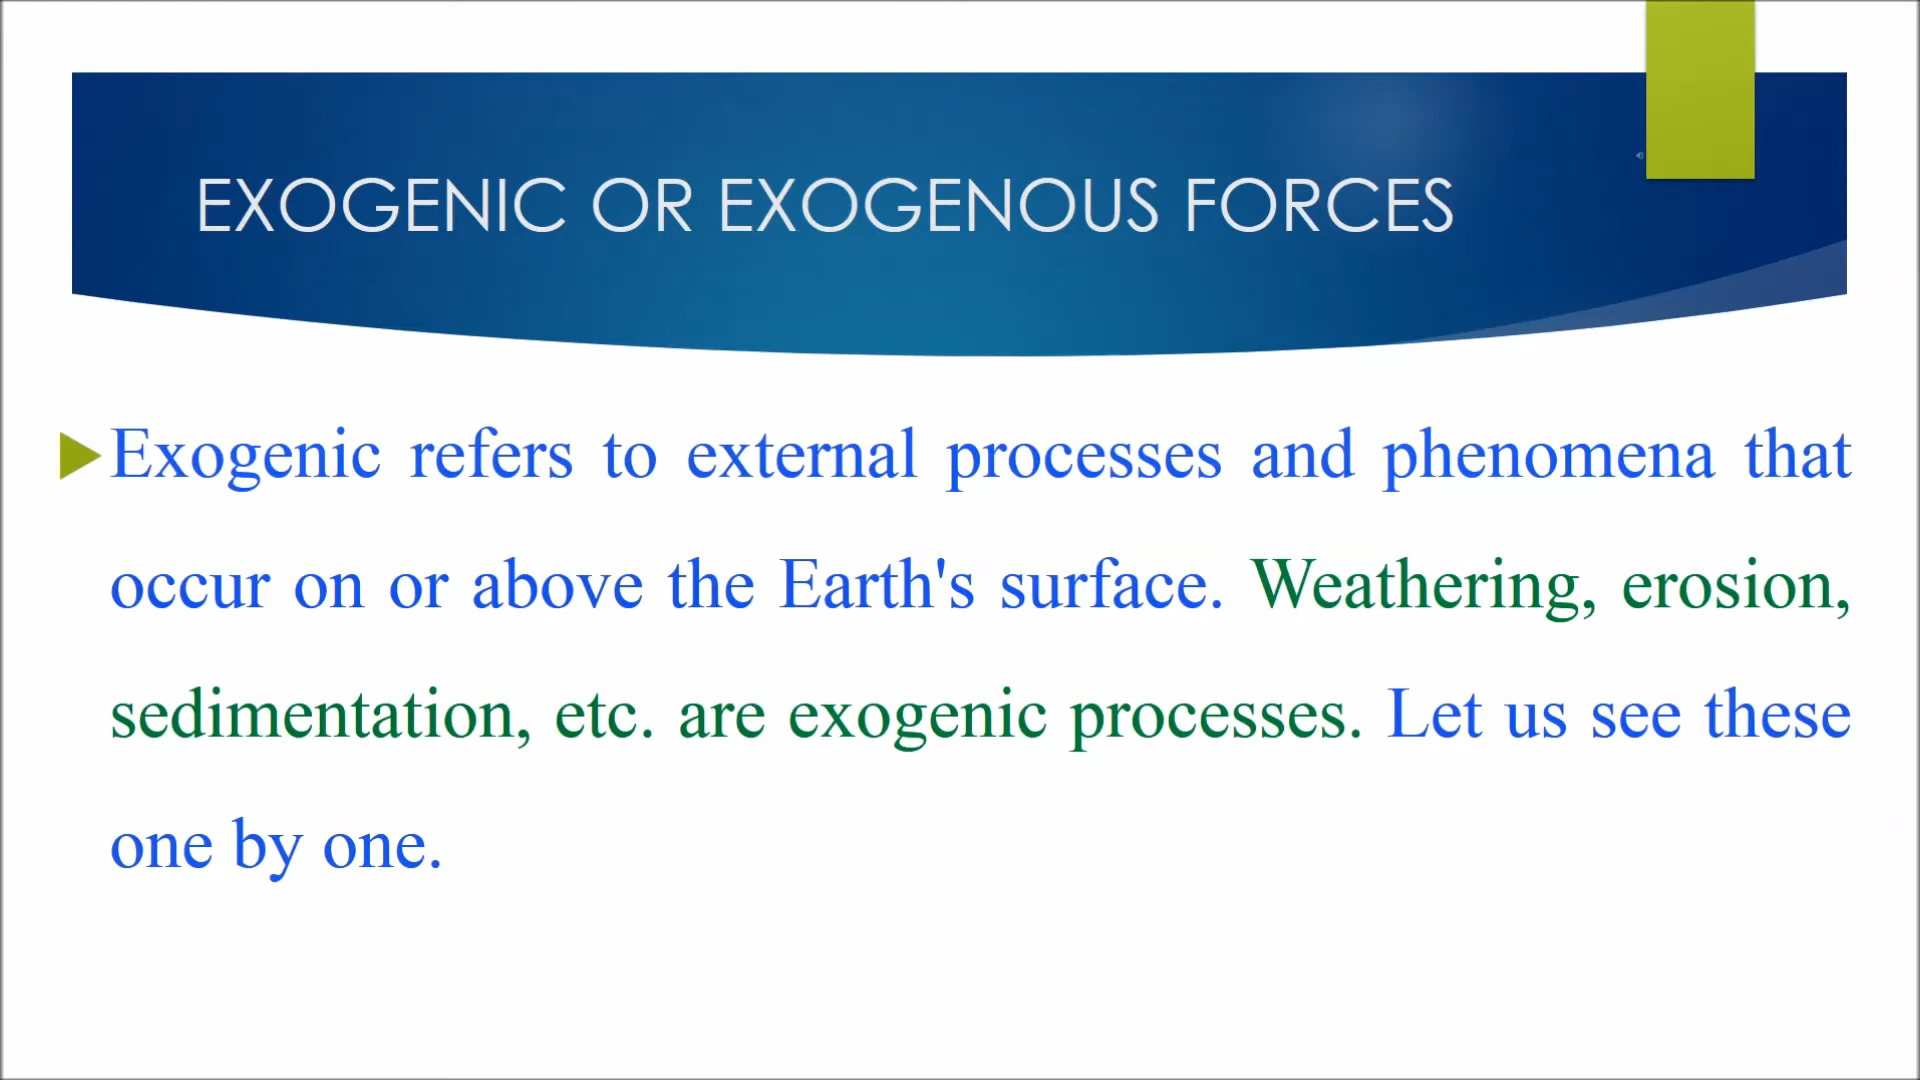 EXOGENIC OR EXOGENOUS FORCES
Exogenic refers to external processes and phenomena that
occur on or above the Earth's surface. Weathering, erosion,
sedimentation, etc. are exogenic processes. Let us see these
one by one.